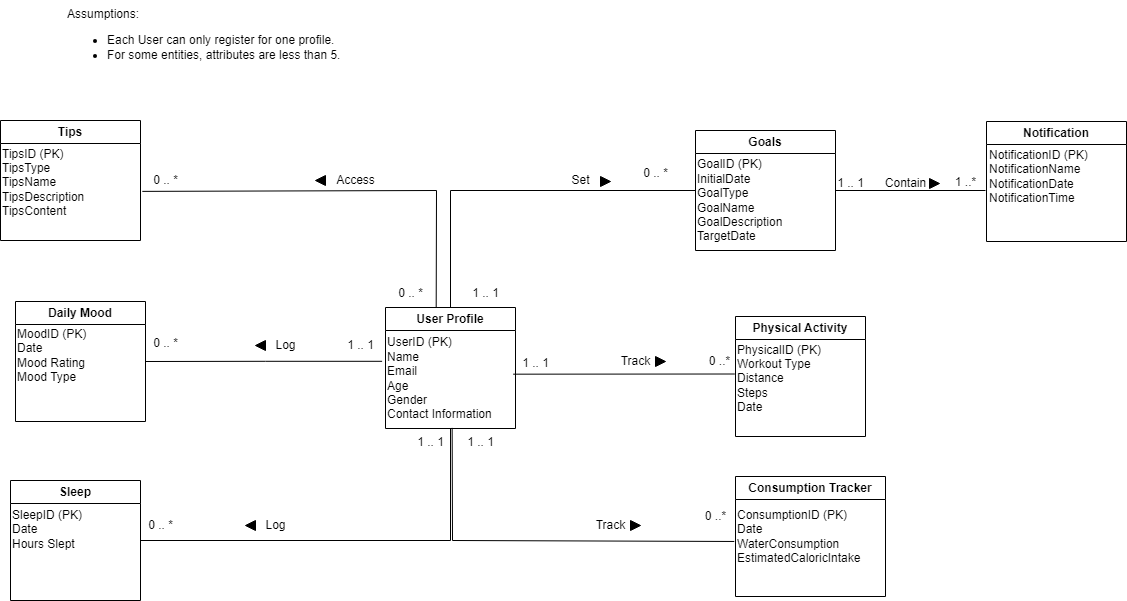 Assumptions:
Each User can only register for one profile.
For some entities, attributes are less than 5.
Tips
TipsID (PK)
TipsType
TipsName
TipsDescription
TipsContent
0 .. *
Access
Set
0 .. *
Goals
GoalID (PK)
InitialDate
GoalType
GoalName
GoalDescription
TargetDate
1 .. 1
Contain
1 ..*
Notification
NotificationID (PK)
NotificationName
NotificationDate
NotificationTime
0 .. *
1 .. 1
Daily Mood
MoodID (PK)
Date
Mood Rating
Mood Type
0 .. *
Log
1 .. 1
User Profile
UserID (PK)
Name
Email
Age
Gender
Contact Information
1 .. 1
Track
0 ..*
Physical Activity
PhysicalID (PK)
Workout Type
Distance
Steps
Date
1 .. 1
1 .. 1
Sleep
SleepID (PK)
Date
Hours Slept
0 .. *
Log
Track
0 ..*
Consumption Tracker
ConsumptionID (PK)
Date
WaterConsumption
EstimatedCaloricIntake